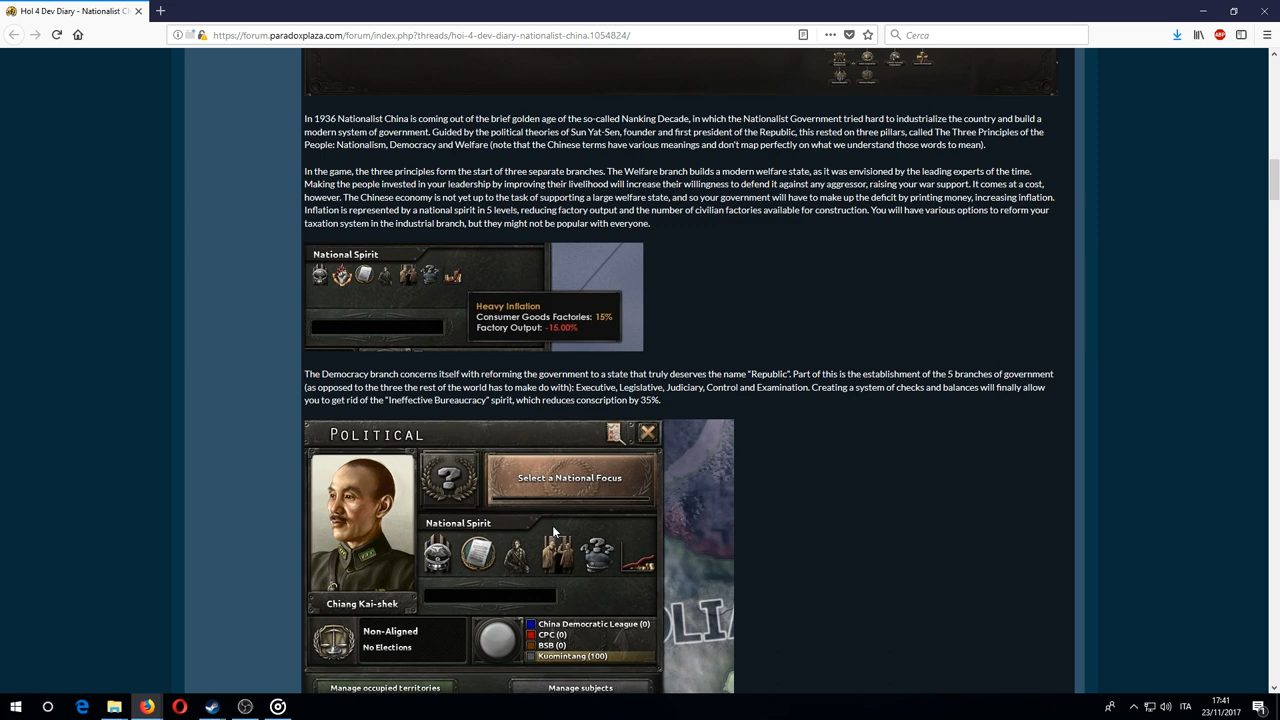 HoI 4 Dev Diary - Nationalist Ch
https://forum.paradoxplaza.com/forum/index.php?threads/hoi-4-dev-diary-nationalist-china.1054824/
Cerca
In 1936 Nationalist China is coming out of the brief golden age of the so-called Nanking Decade, in which the Nationalist Government tried hard to industrialize the country and build a
modern system of government. Guided by the political theories of Sun Yat-Sen, founder and first president of the Republic, this rested on three pillars, called The Three Principles of the
People: Nationalism, Democracy and Welfare (note that the Chinese terms have various meanings and don't map perfectly on what we understand those words to mean).
In the game, the three principles form the start of three separate branches. The Welfare branch builds a modern welfare state, as it was envisioned by the leading experts of the time.
Making the people invested in your leadership by improving their livelihood will increase their willingness to defend it against any aggressor, raising your war support. It comes at a cost,
however. The Chinese economy is not yet up to the task of supporting a large welfare state, and so your government will have to make up the deficit by printing money, increasing inflation.
Inflation is represented by a national spirit in 5 levels, reducing factory output and the number of civilian factories available for construction. You will have various options to reform your
taxation system in the industrial branch, but they might not be popular with everyone.
National Spirit
Heavy Inflation
Consumer Goods Factories: 15%
Factory Output: -15.00%
The Democracy branch concerns itself with reforming the government to a state that truly deserves the name "Republic". Part of this is the establishment of the 5 branches of government
(as opposed to the three the rest of the world has to make do with): Executive, Legislative, Judiciary, Control and Examination. Creating a system of checks and balances will finally allow
you to get rid of the "Ineffective Bureaucracy" spirit, which reduces conscription by 35%.
POLITICAL
Select a National Focus
National Spirit
Chiang Kai-shek
Non-Aligned
No Elections
China Democratic League (0)
CPC (0)
BSB (0)
Kuomintang (100)
Manage occupied territories
Manage subjects
OLI
ABP
ITA
17:41
23/11/2017
1